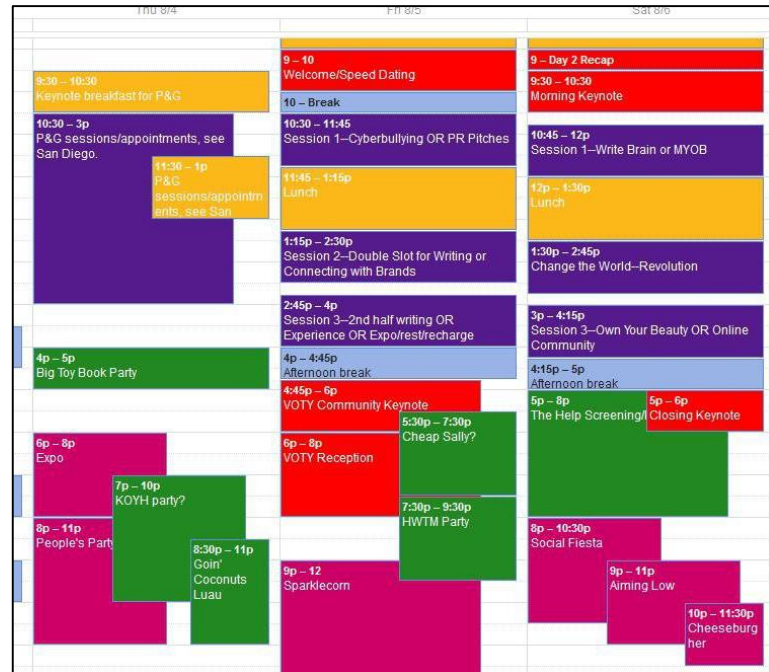 Thu 8/4
Fri 8/5
Sat 8/6
9:30 – 10:30
Keynote breakfast for P&G
10:30 – 3p
P&G sessions/appointments, see
San Diego.
11:30 – 1p
P&G
sessions/appointm
ents, see San
4p – 5p
Big Toy Book Party
6p – 8p
Expo
7p – 10p
KOYH party?
8p – 11p
People's Party
8:30p – 11p
Goin'
Coconuts
Luau
9 – 10
Welcome/Speed Dating
10 – Break
10:30 – 11:45
Session 1--Cyberbullying OR PR Pitches
11:45 – 1:15p
Lunch
1:15p – 2:30p
Session 2--Double Slot for Writing or
Connecting with Brands
2:45p – 4p
Session 3--2nd half writing OR
Experience OR Expo/rest/recharge
4p – 4:45p
Afternoon break
4:45p – 6p
VOTY Community Keynote
5:30p – 7:30p
Cheap Sally?
6p – 8p
VOTY Reception
7:30p – 9:30p
HWTM Party
9p – 12
Sparklecorn
9 – Day 2 Recap
9:30 – 10:30
Morning Keynote
10:45 – 12p
Session 1--Write Brain or MYOB
12p – 1:30p
Lunch
1:30p – 2:45p
Change the World--Revolution
3p – 4:15p
Session 3--Own Your Beauty OR Online
Community
4:15p – 5p
Afternoon break
5p – 8p
The Help Screening/
5p – 6p
Closing Keynote
8p – 10:30p
Social Fiesta
9p – 11p
Aiming Low
10p – 11:30p
Cheeseburg
her